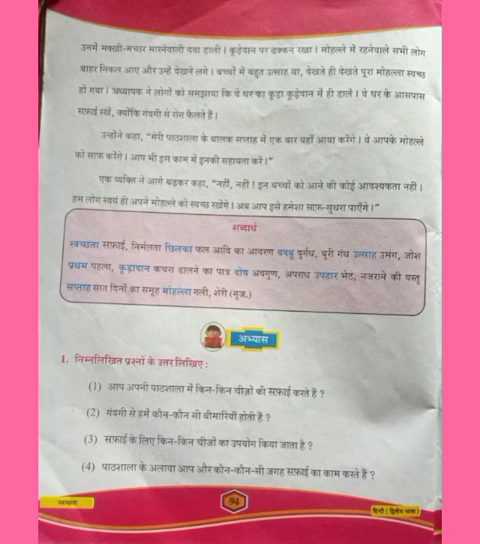 उनमें मक्खी-मच्छर मारनेवाली दवा डाली । कूड़ेदान पर ढक्कन रखा । मोहल्ले में रहनेवाले सभी लोग
बाहर निकल आए और उन्हें देखने लगे । बच्चों में बहुत उत्साह था, देखते ही देखते पूरा मोहल्ला स्वच्छ
हो गया । अध्यापक ने लोगों को समझाया कि वे घर का कूड़ा कूड़ेदान में ही डालें । वे घर के आसपास
सफ़ाई रखें, क्योंकि गंदगी से रोग फैलते हैं ।
उन्होंने कहा, “मेरी पाठशाला के बालक सप्ताह में एक बार यहाँ आया करेंगे । वे आपके मोहल्ले
को साफ करेंगे । आप भी इस काम में इनकी सहायता करें ।”
एक व्यक्ति ने आगे बढ़कर कहा, “नहीं, नहीं ! इन बच्चों को आने की कोई आवश्यकता नहीं ।
हम लोग स्वयं ही अपने मोहल्ले को स्वच्छ रखेंगे । अब आप इसे हमेशा साफ़-सुथरा पाएँगे ।”
शब्दार्थ
स्वच्छता सफ़ाई, निर्मलता छिलका फल आदि का आवरण बदबू दुर्गंध, बुरी गंध उत्साह उमंग, जोश
प्रथम पहला, कूड़ादान कचरा डालने का पात्र दोष अवगुण, अपराध उपहार भेंट, नजराने की वस्तु
सप्ताह सात दिनों का समूह मोहल्ला गली, शेरी (गुज.)
अभ्यास
1. निम्नलिखित प्रश्नों के उत्तर लिखिए :
(1) आप अपनी पाठशाला में किन-किन चीज़ों की सफ़ाई करते हैं ?
(2) गंदगी से हमें कौन-कौन सी बीमारियाँ होती हैं ?
(3) सफ़ाई के लिए किन-किन चीजों का उपयोग किया जाता है ?
(4) पाठशाला के अलावा आप और कौन-कौन-सी जगह सफ़ाई का काम करते हैं ?
स्वच्छता
94
हिन्दी (द्वितीय भाषा)